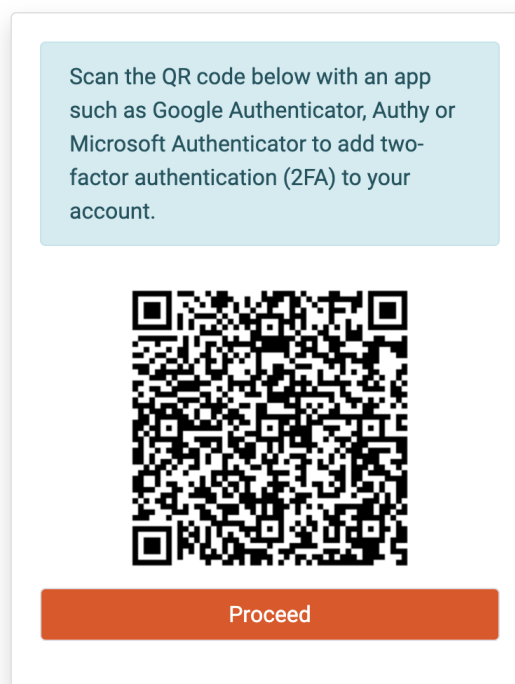 Scan the QR code below with an app
such as Google Authenticator, Authy or
Microsoft Authenticator to add two-
factor authentication (2FA) to your
account.
Proceed